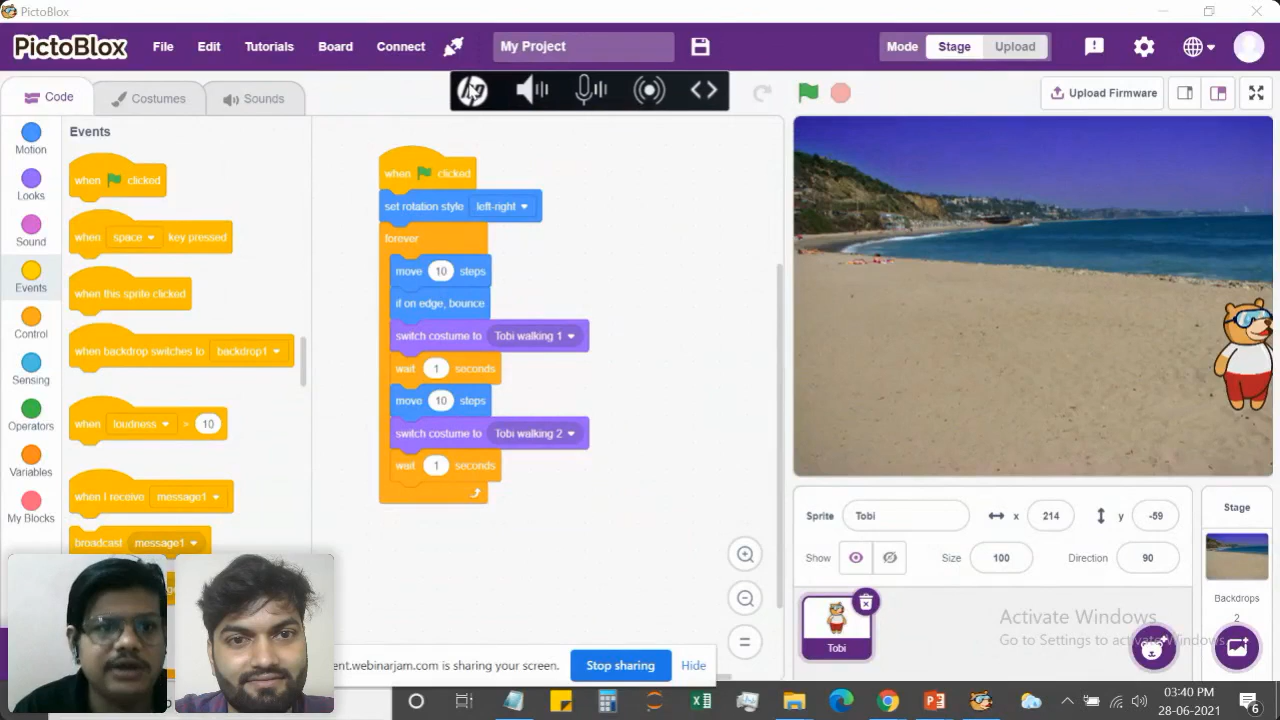 PictoBlox
PictoBlox File Edit Tutorials Board Connect My Project Mode Stage Upload
Code Costumes Sounds Upload Firmware
Motion
Looks
Sound
Events
Control
Sensing
Operators
Variables
My Blocks
Events
when clicked
when space key pressed
when this sprite clicked
when backdrop switches to backdrop1
when loudness > 10
when I receive message1
broadcast message1
when clicked
set rotation style left-right
forever
move 10 steps
if on edge, bounce
switch costume to Tobi walking 1
wait 1 seconds
move 10 steps
switch costume to Tobi walking 2
wait 1 seconds
Sprite Tobi x 214 y -59
Show Size 100 Direction 90
Tobi
Stage
Backdrops
2
Activate Windows
Go to Settings to activate Windows.
ent.webinarjam.com is sharing your screen. Stop sharing Hide
03:40 PM
28-06-2021
6